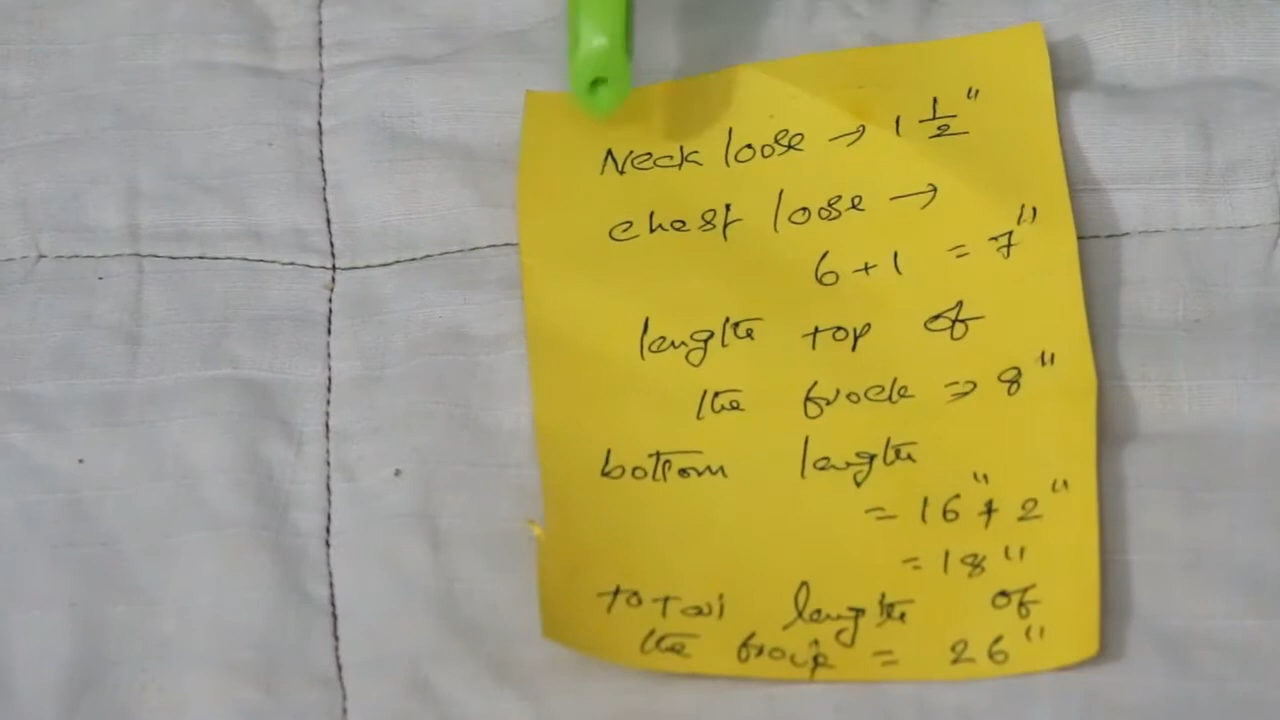 Neck loose → 1 1/2"
chest loose →
6 + 1 = 7"
length top of
the frock ⇒ 8"
bottom length
= 16" + 2"
= 18"
total length of
the frock = 26"